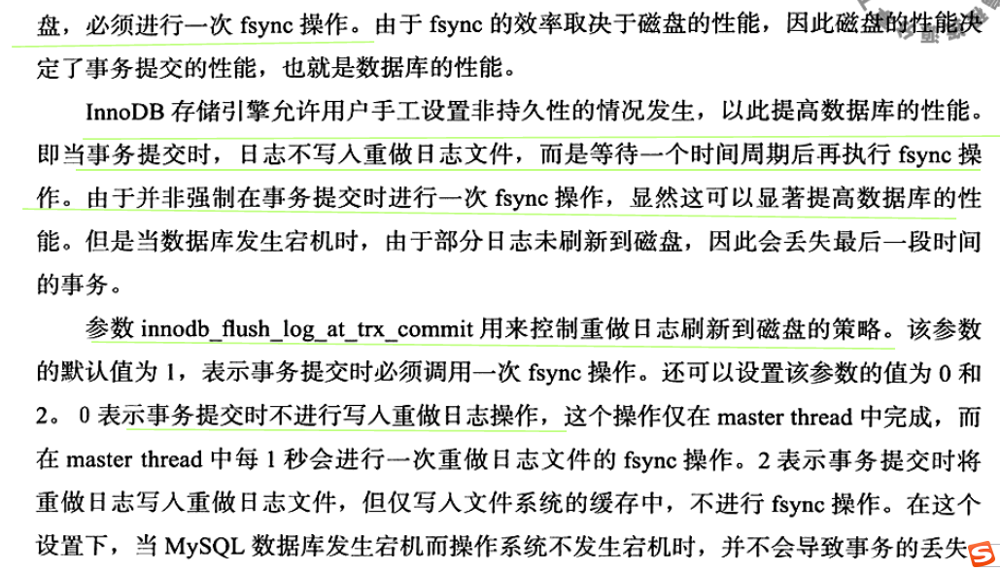 盘，必须进行一次 fsync 操作。由于 fsync 的效率取决于磁盘的性能，因此磁盘的性能决
定了事务提交的性能，也就是数据库的性能。
InnoDB 存储引擎允许用户手工设置非持久性的情况发生，以此提高数据库的性能。
即当事务提交时，日志不写入重做日志文件，而是等待一个时间周期后再执行 fsync 操
作。由于并非强制在事务提交时进行一次 fsync 操作，显然这可以显著提高数据库的性
能。但是当数据库发生宕机时，由于部分日志未刷新到磁盘，因此会丢失最后一段时间
的事务。
参数 innodb_flush_log_at_trx_commit 用来控制重做日志刷新到磁盘的策略。该参数
的默认值为 1，表示事务提交时必须调用一次 fsync 操作。还可以设置该参数的值为 0 和
2。 0 表示事务提交时不进行写入重做日志操作，这个操作仅在 master thread 中完成，而
在 master thread 中每 1 秒会进行一次重做日志文件的 fsync 操作。2 表示事务提交时将
重做日志写入重做日志文件，但仅写入文件系统的缓存中，不进行 fsync 操作。在这个
设置下，当 MySQL 数据库发生宕机而操作系统不发生宕机时，并不会导致事务的丢失。